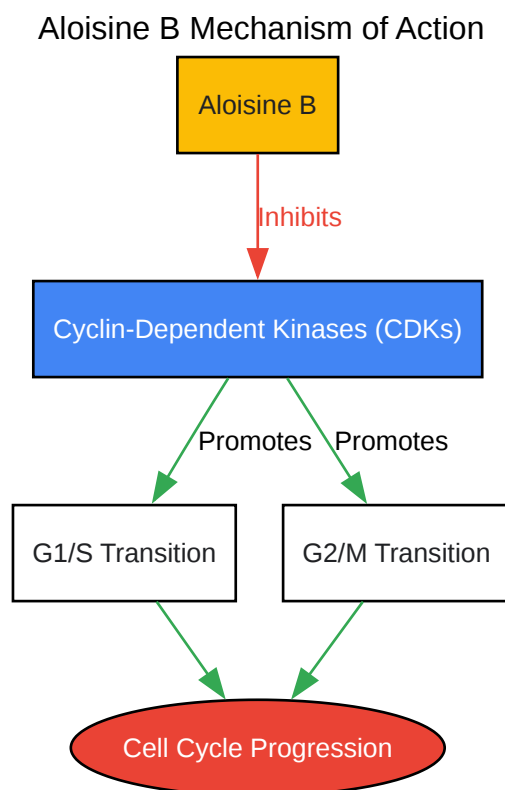 Aloisine B Mechanism of Action
Aloisine B
Inhibits
Cyclin-Dependent Kinases (CDKs)
Promotes
Promotes
G1/S Transition
G2/M Transition
Cell Cycle Progression